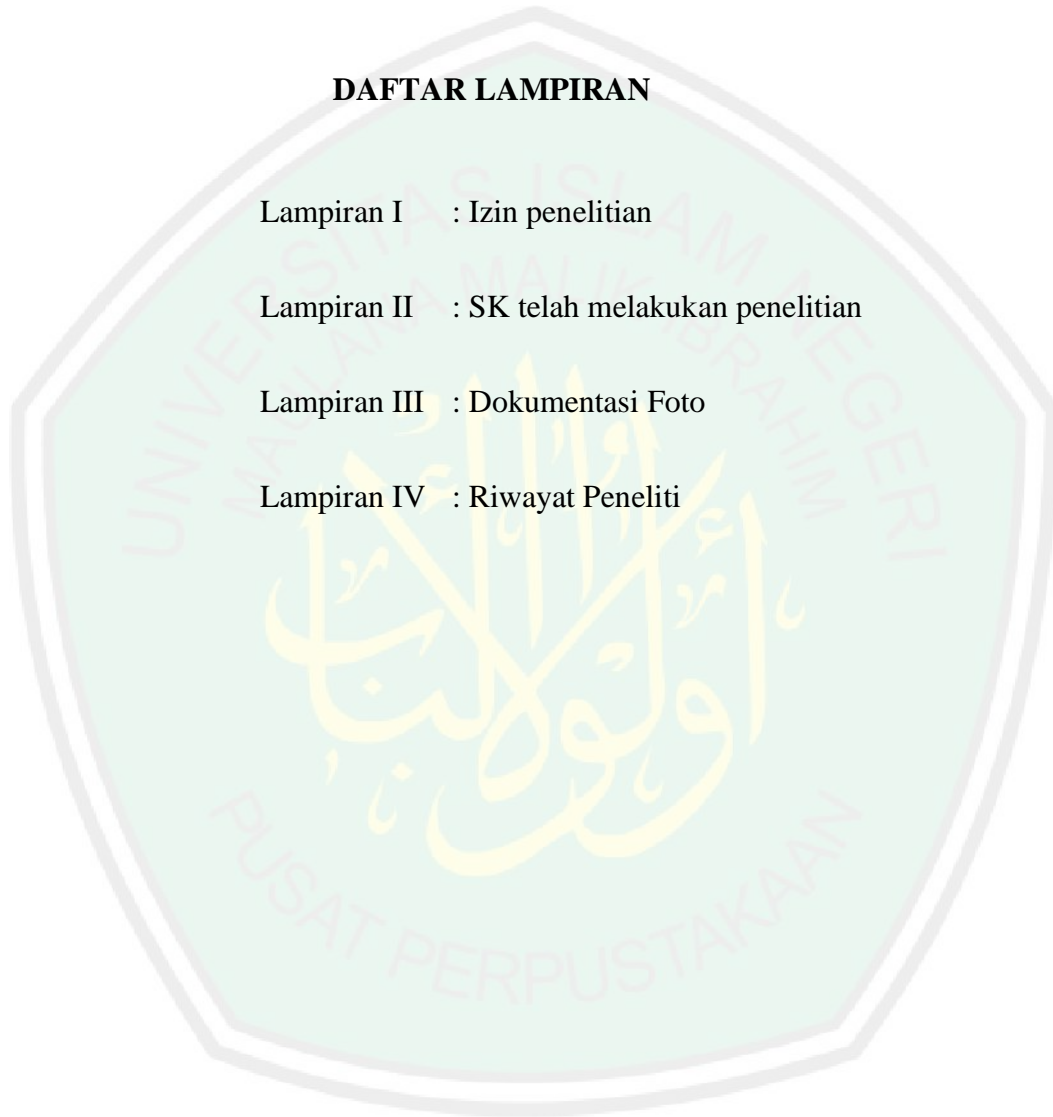 DAFTAR LAMPIRAN
Lampiran I : Izin penelitian
Lampiran II : SK telah melakukan penelitian
Lampiran III : Dokumentasi Foto
Lampiran IV : Riwayat Peneliti
UNIVERSITAS ISLAM NEGERI
MAULANA MALIK IBRAHIM
PUSAT PERPUSTAKAAN